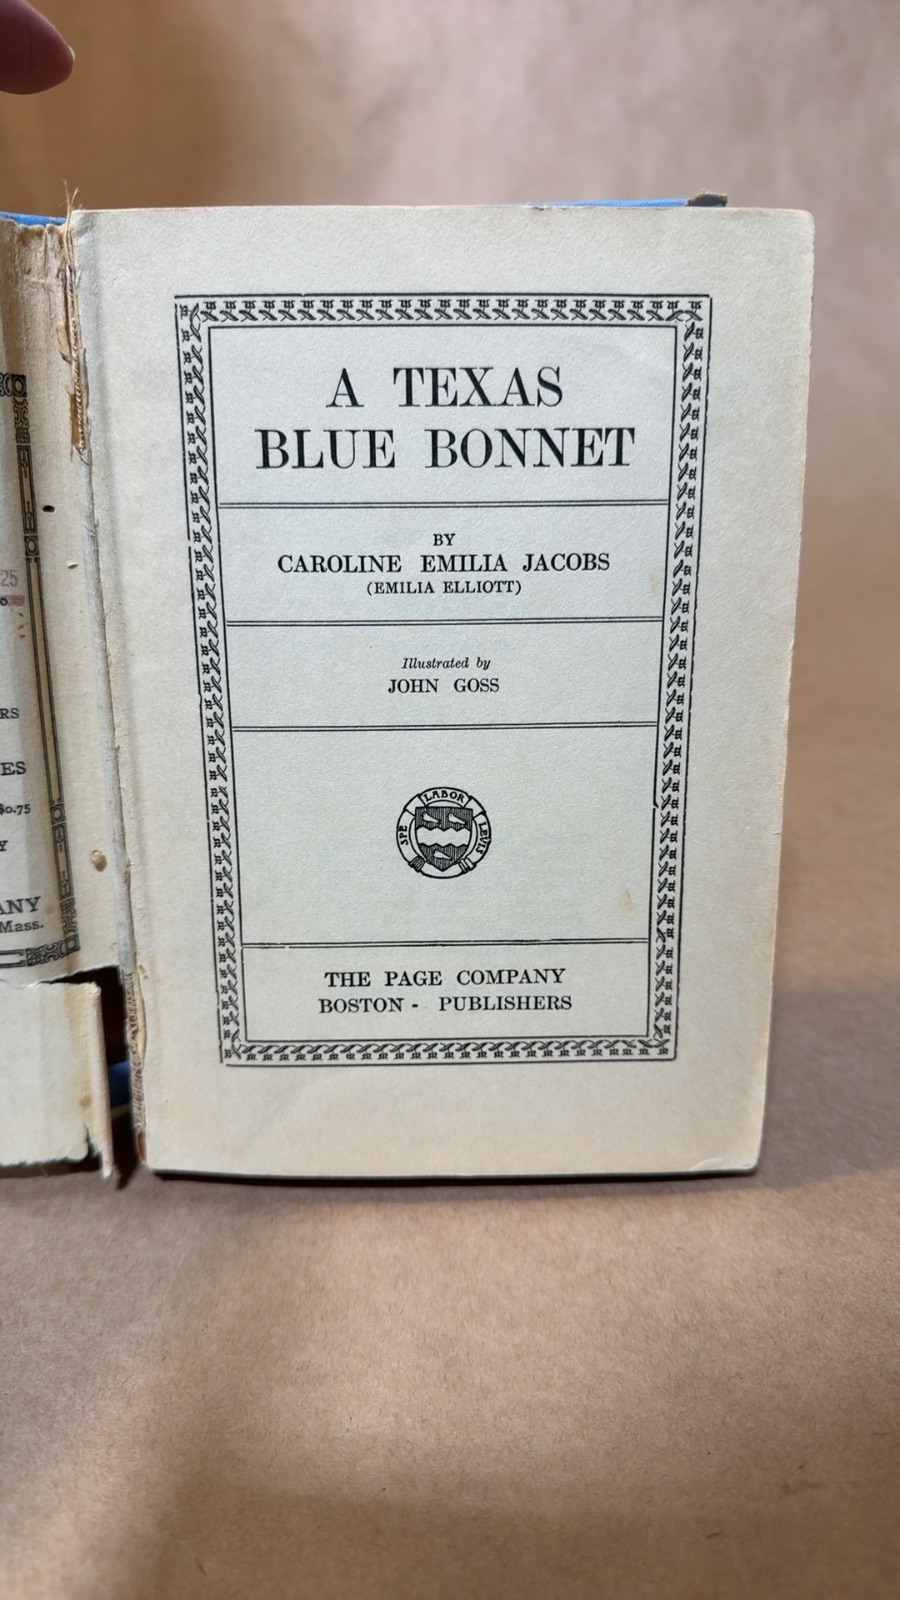 25
RS
ES
$0.75
Y
ANY
Mass.
A TEXAS
BLUE BONNET
BY
CAROLINE EMILIA JACOBS
(EMILIA ELLIOTT)
Illustrated by
JOHN GOSS
SPE LABOR LEVIS
THE PAGE COMPANY
BOSTON - PUBLISHERS